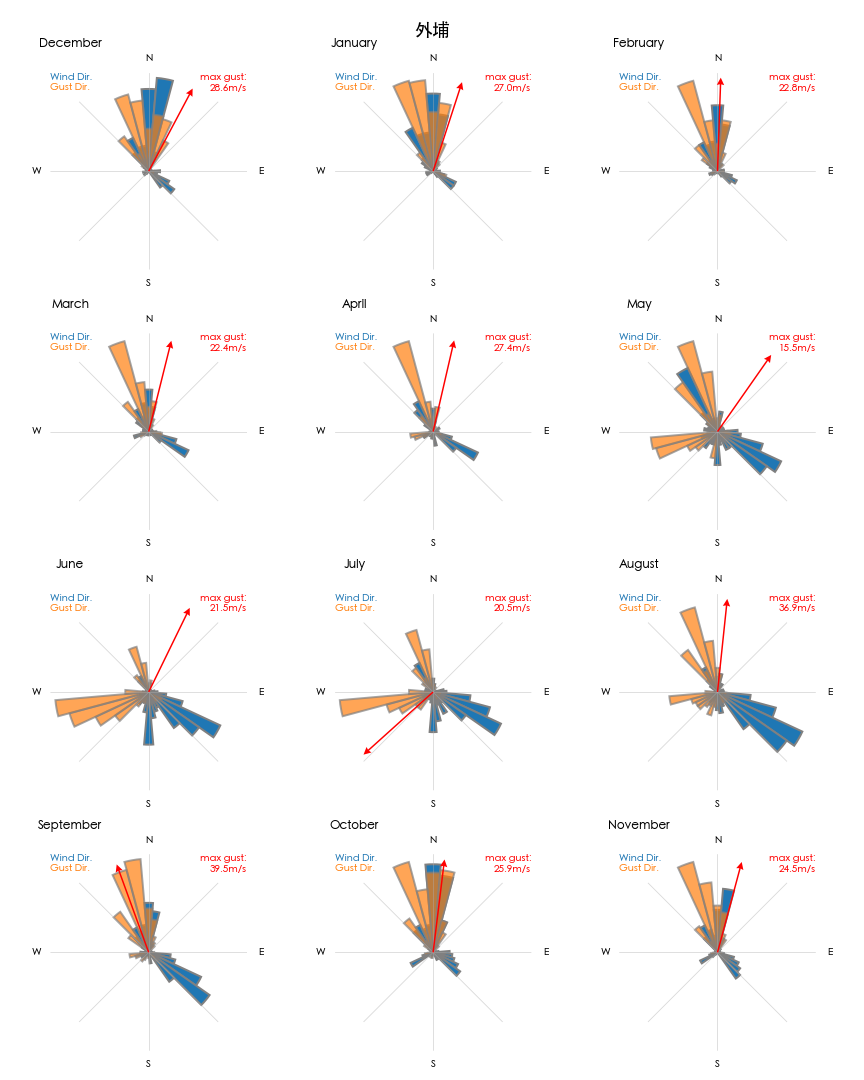 外埔
December
January
February
N
N
N
Wind Dir.
Gust Dir.
max gust:
28.6m/s
Wind Dir.
Gust Dir.
max gust:
27.0m/s
Wind Dir.
Gust Dir.
max gust:
22.8m/s
W
E
W
E
W
E
S
S
S
March
April
May
N
N
N
Wind Dir.
Gust Dir.
max gust:
22.4m/s
Wind Dir.
Gust Dir.
max gust:
27.4m/s
Wind Dir.
Gust Dir.
max gust:
15.5m/s
W
E
W
E
W
E
S
S
S
June
July
August
N
N
N
Wind Dir.
Gust Dir.
max gust:
21.5m/s
Wind Dir.
Gust Dir.
max gust:
20.5m/s
Wind Dir.
Gust Dir.
max gust:
36.9m/s
W
E
W
E
W
E
S
S
S
September
October
November
N
N
N
Wind Dir.
Gust Dir.
max gust:
39.5m/s
Wind Dir.
Gust Dir.
max gust:
25.9m/s
Wind Dir.
Gust Dir.
max gust:
24.5m/s
W
E
W
E
W
E
S
S
S